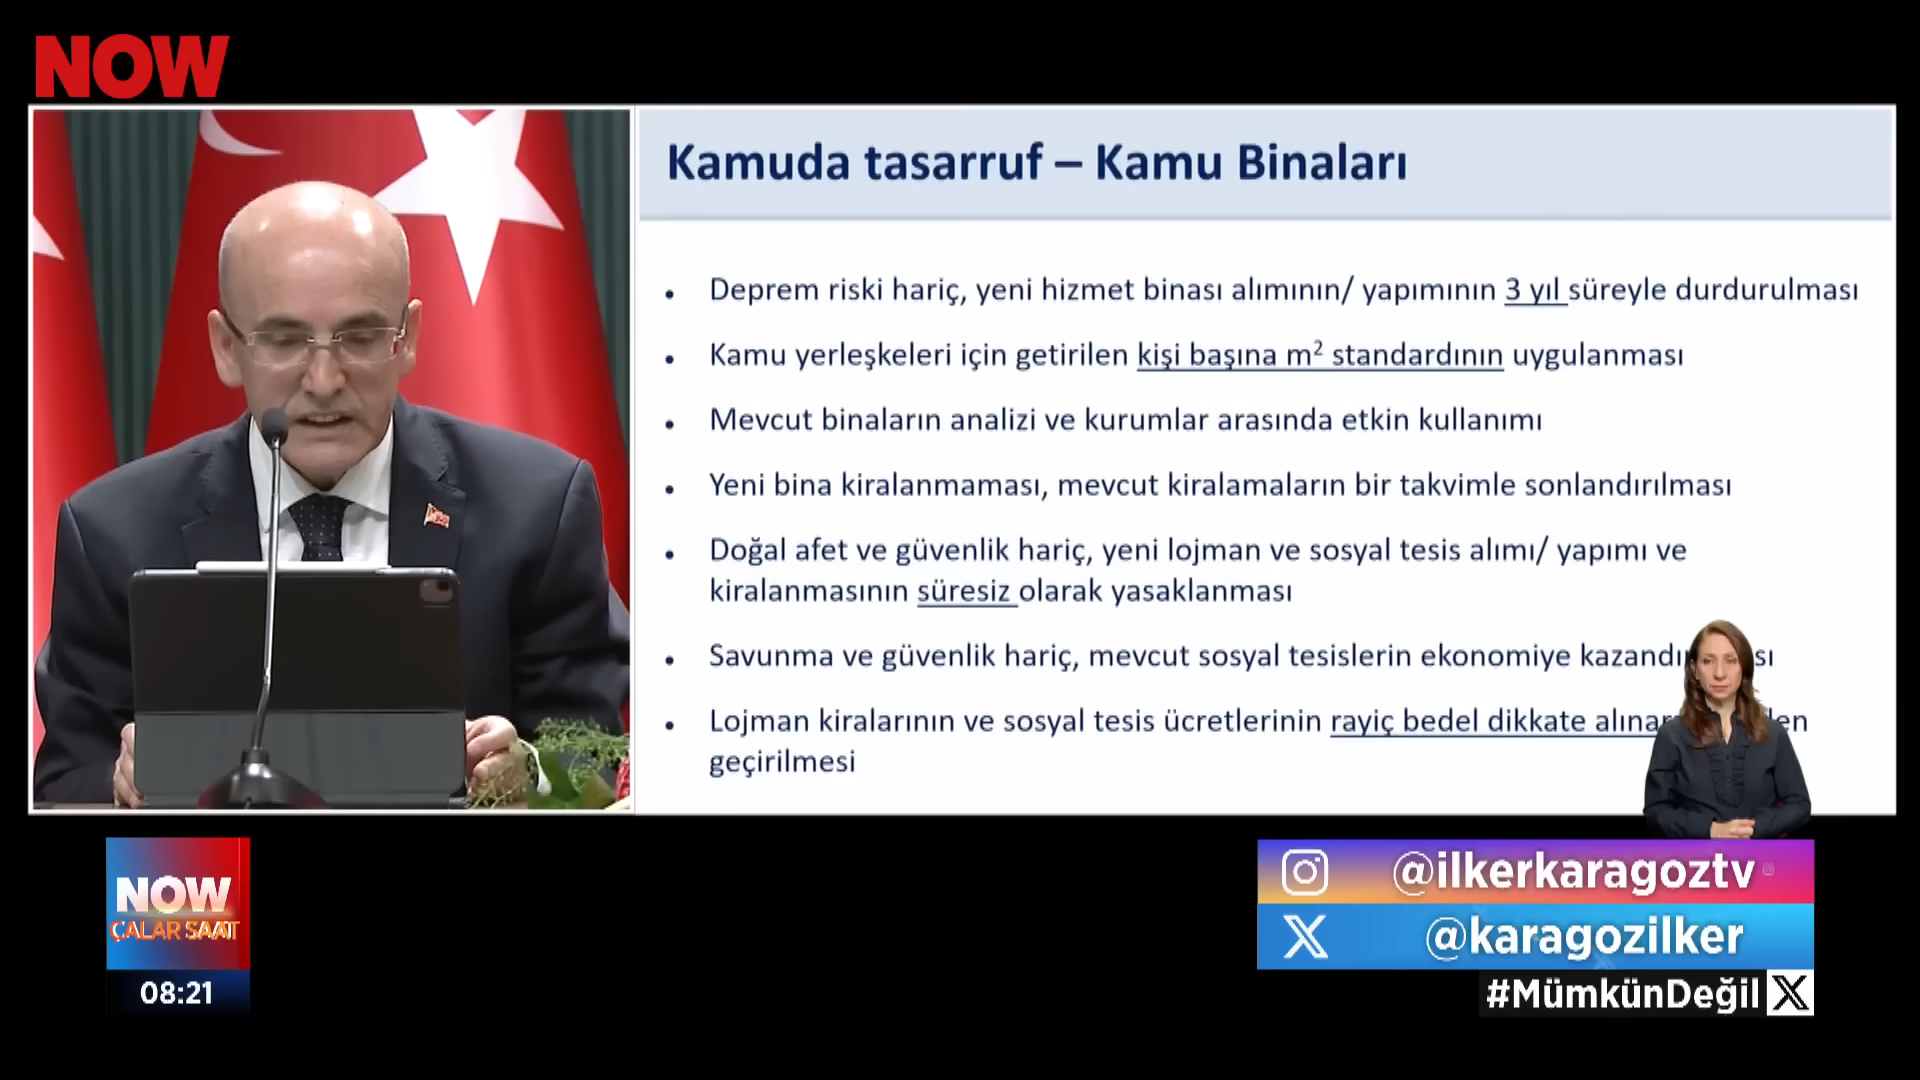 NOW
Kamuda tasarruf – Kamu Binaları
• Deprem riski hariç, yeni hizmet binası alımının/ yapımının 3 yıl süreyle durdurulması
• Kamu yerleşkeleri için getirilen kişi başına m² standardının uygulanması
• Mevcut binaların analizi ve kurumlar arasında etkin kullanımı
• Yeni bina kiralanmaması, mevcut kiralamaların bir takvimle sonlandırılması
• Doğal afet ve güvenlik hariç, yeni lojman ve sosyal tesis alımı/ yapımı ve
kiralanmasının süresiz olarak yasaklanması
• Savunma ve güvenlik hariç, mevcut sosyal tesislerin ekonomiye
• Lojman kiralarının ve sosyal tesis ücretlerinin rayiç bedel dikkate
geçirilmesi
NOW
ÇALAR SAAT
08:21
@ilkerkaragoztv
@karagozilker
#MümkünDeğil X